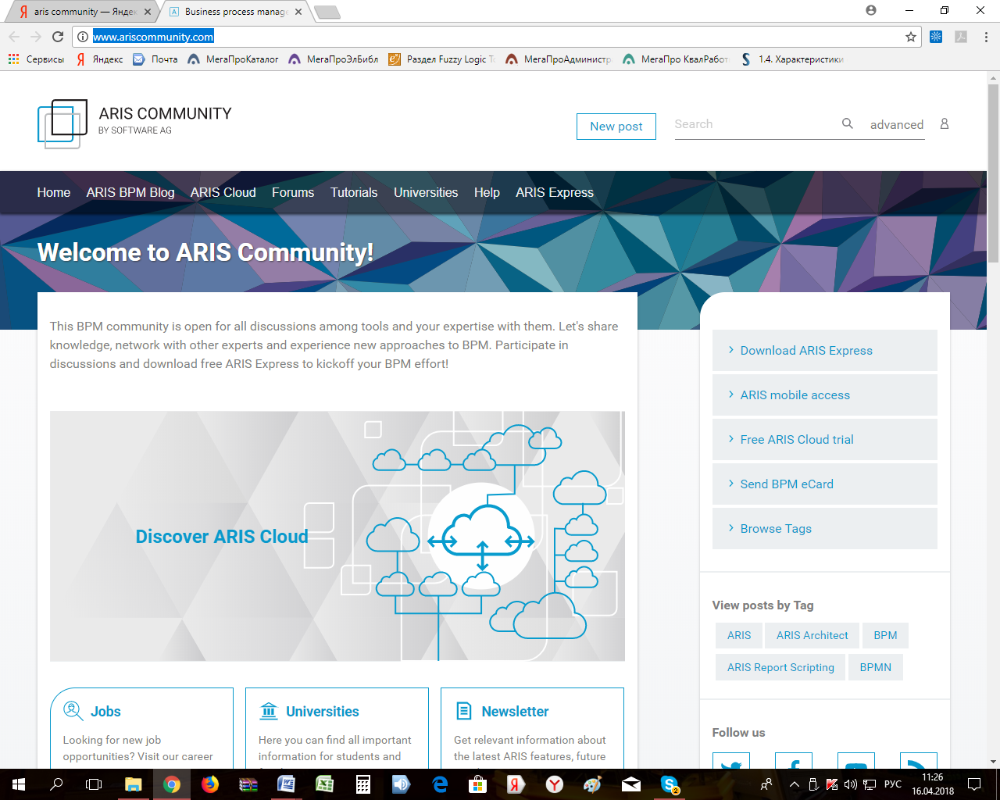 aris community — Яндек
Business process manag
www.ariscommunity.com
Сервисы
Яндекс
Почта
МегаПроКаталог
МегаПроЭлБибл
Раздел Fuzzy Logic
МегаПроАдминистр
МегаПро КвалРабот
1.4. Характеристики
ARIS COMMUNITY
BY SOFTWARE AG
New post
Search
advanced
Home
ARIS BPM Blog
ARIS Cloud
Forums
Tutorials
Universities
Help
ARIS Express
Welcome to ARIS Community!
This BPM community is open for all discussions among tools and your expertise with them. Let's share
knowledge, network with other experts and experience new approaches to BPM. Participate in
discussions and download free ARIS Express to kickoff your BPM effort!
Discover ARIS Cloud
Jobs
Looking for new job
opportunities? Visit our career
Universities
Here you can find all important
information for students and
Newsletter
Get relevant information about
the latest ARIS features, future
Download ARIS Express
ARIS mobile access
Free ARIS Cloud trial
Send BPM eCard
Browse Tags
View posts by Tag
ARIS
ARIS Architect
BPM
ARIS Report Scripting
BPMN
Follow us
РУС
11:26
16.04.2018